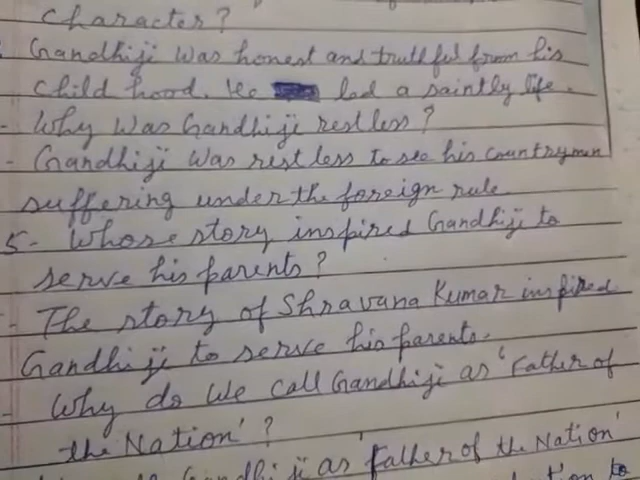 character?
Gandhiji was honest and truthful from his
child hood. He led a saintly life.
- Why was Gandhiji restless?
- Gandhiji was restless to see his countrymen
suffering under the foreign rule
5- Whose story inspired Gandhiji to
serve his parents?
- The story of Shravana Kumar inspired
Gandhiji to serve his parents.
- Why do we call Gandhiji as 'Father of
the Nation'?
Gandhiji as 'Father of the Nation'
to